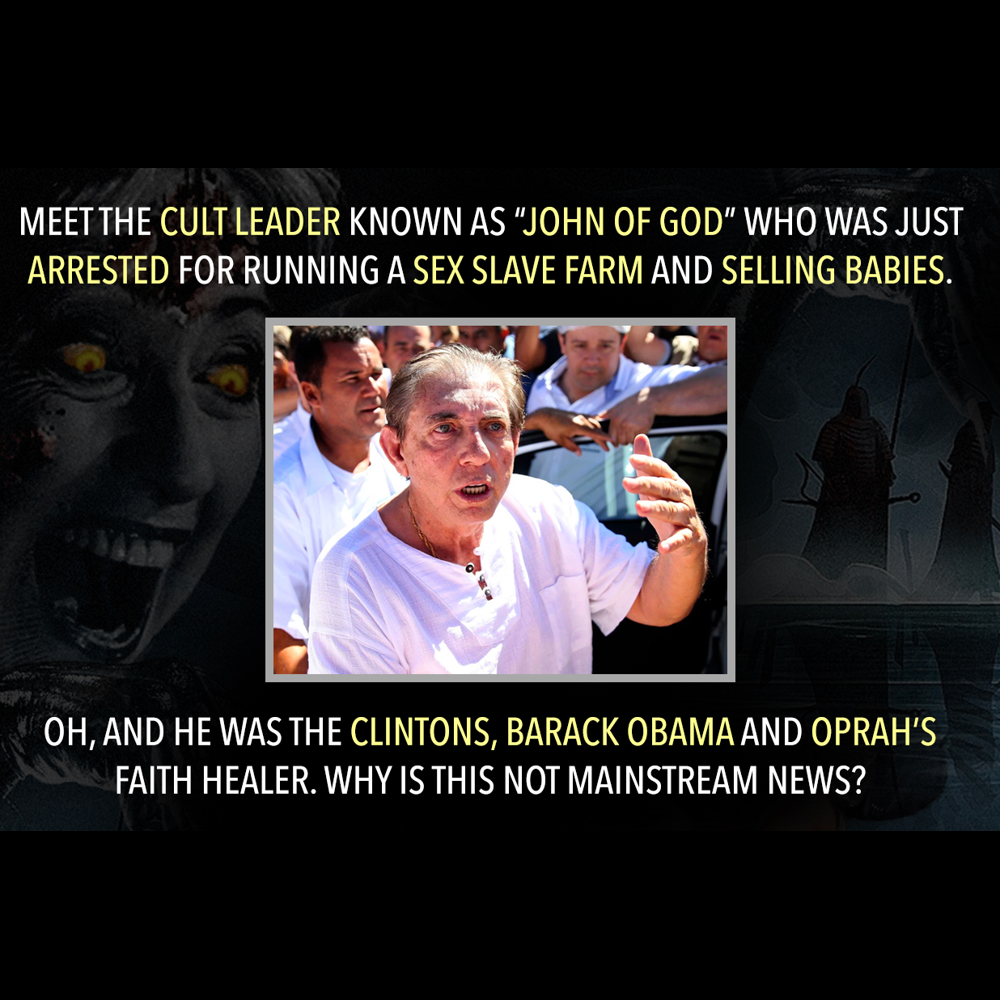 MEET THE CULT LEADER KNOWN AS “JOHN OF GOD” WHO WAS JUST
ARRESTED FOR RUNNING A SEX SLAVE FARM AND SELLING BABIES.
OH, AND HE WAS THE CLINTONS, BARACK OBAMA AND OPRAH’S
FAITH HEALER. WHY IS THIS NOT MAINSTREAM NEWS?